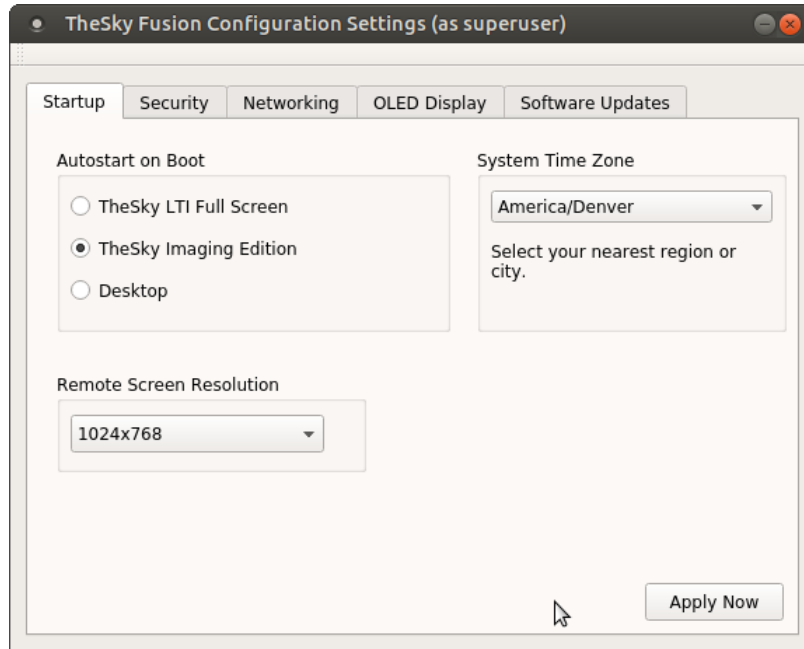 TheSky Fusion Configuration Settings (as superuser)
Startup
Security
Networking
OLED Display
Software Updates
Autostart on Boot
TheSky LTI Full Screen
TheSky Imaging Edition
Desktop
System Time Zone
America/Denver
Select your nearest region or
city.
Remote Screen Resolution
1024x768
Apply Now